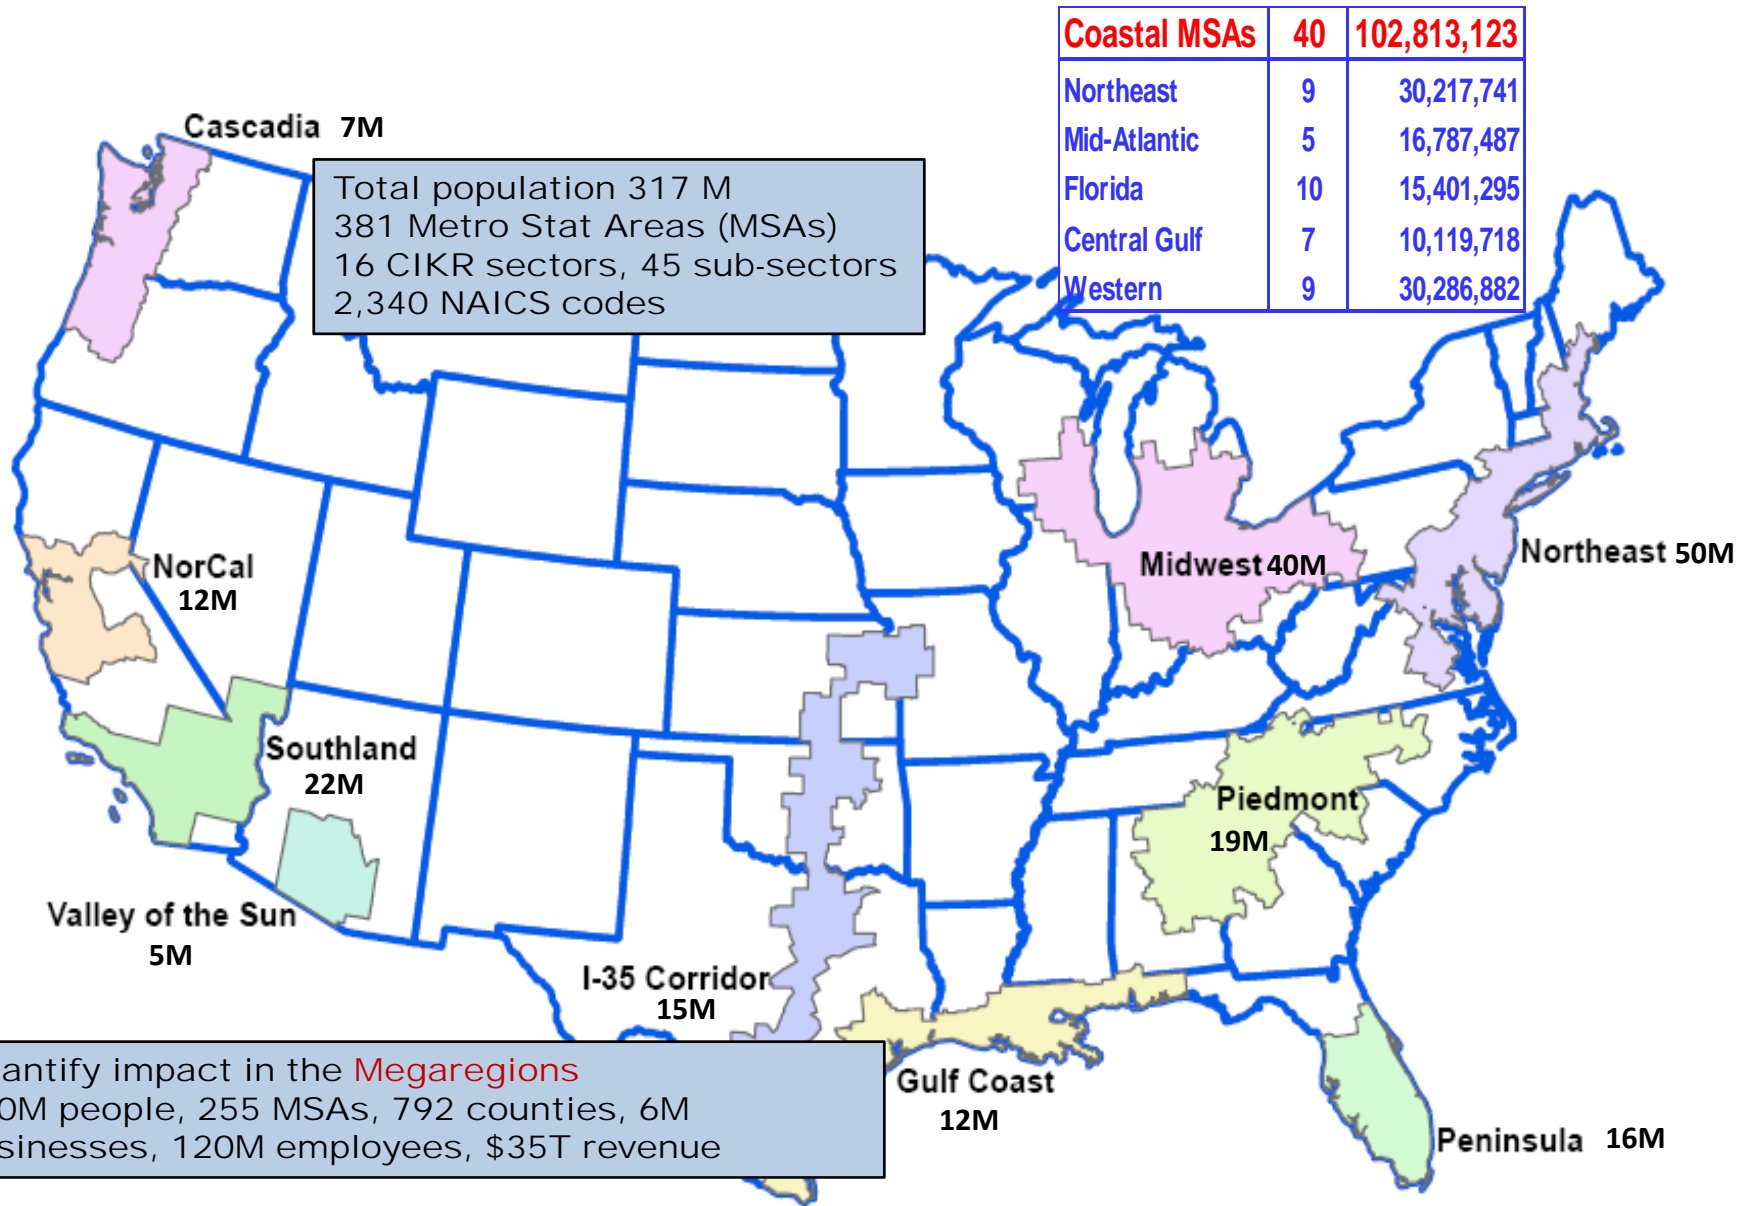 Coastal MSAs 40 102,813,123
Northeast 9 30,217,741
Mid-Atlantic 5 16,787,487
Florida 10 15,401,295
Central Gulf 7 10,119,718
Western 9 30,286,882
Cascadia 7M
Total population 317 M
381 Metro Stat Areas (MSAs)
16 CIKR sectors, 45 sub-sectors
2,340 NAICS codes
NorCal
12M
Midwest 40M
Northeast 50M
Southland
22M
Piedmont
19M
Valley of the Sun
5M
I-35 Corridor
15M
Gulf Coast
12M
Peninsula 16M
antify impact in the Megaregions
0M people, 255 MSAs, 792 counties, 6M
sinesses, 120M employees, $35T revenue